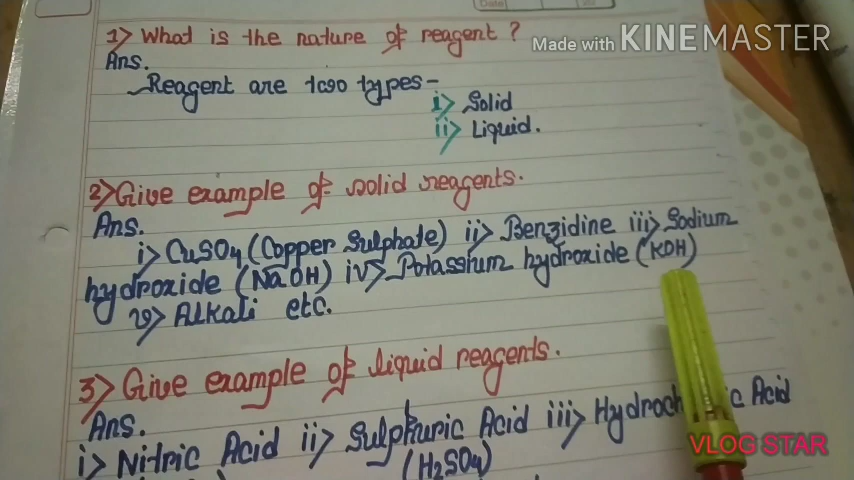 Date
1> What is the nature of reagent ?
Made with KINEMASTER
Ans.
Reagent are two types-
i> Solid
ii> Liquid.
2> Give example of solid reagents.
Ans.
i> CuSO4 (Copper Sulphate) ii> Benzidine iii> Sodium
hydroxide (NaOH) iv> Potassium hydroxide (KOH)
v> Alkali etc.
3> Give example of liquid reagents.
Ans.
i> Nitric Acid ii> Sulphuric Acid iii> Acid
(H2SO4)
VLOG STAR